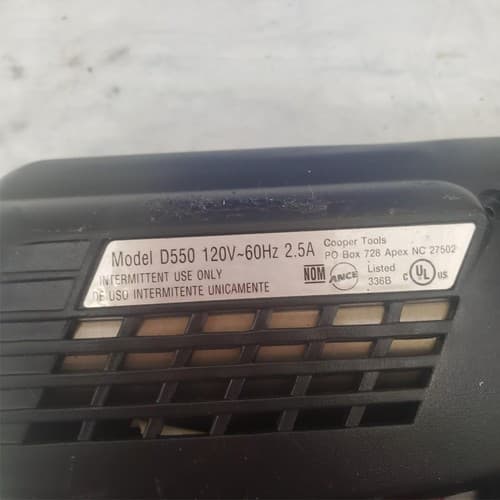 Model D550 120V~60Hz 2.5A
Cooper Tools
PO Box 728 Apex NC 27502
INTERMITTENT USE ONLY
DE USO INTERMITENTE UNICAMENTE
NOM
ANCE
Listed
336B
C UL US